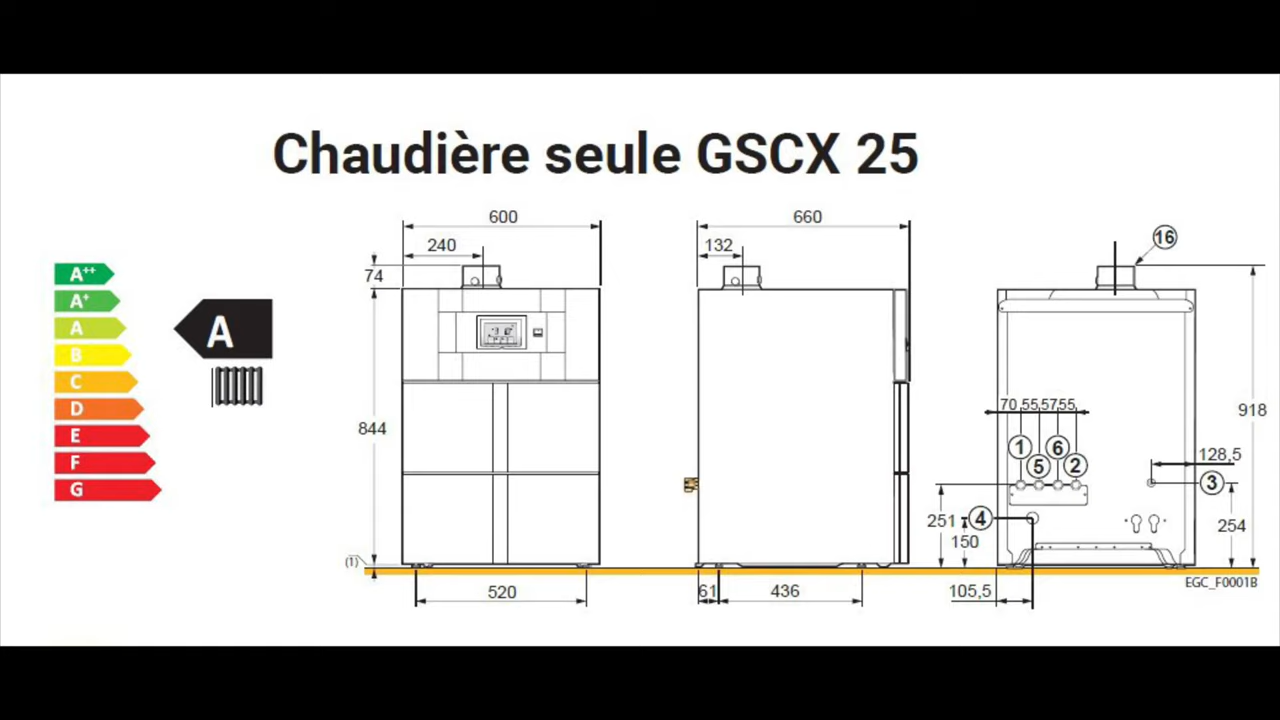 Chaudière seule GSCX 25
600
660
240
132
16
74
A++
A+
A
B
C
D
E
F
G
A
844
918
70 55 57 55
1
6
5
2
128,5
3
251
4
254
150
(1)
EGC_F0001B
520
61
436
105,5